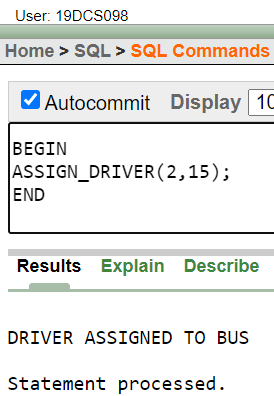 User: 19DCS098
Home > SQL > SQL Commands
Autocommit Display 10
BEGIN
ASSIGN_DRIVER(2,15);
END
Results Explain Describe
DRIVER ASSIGNED TO BUS
Statement processed.